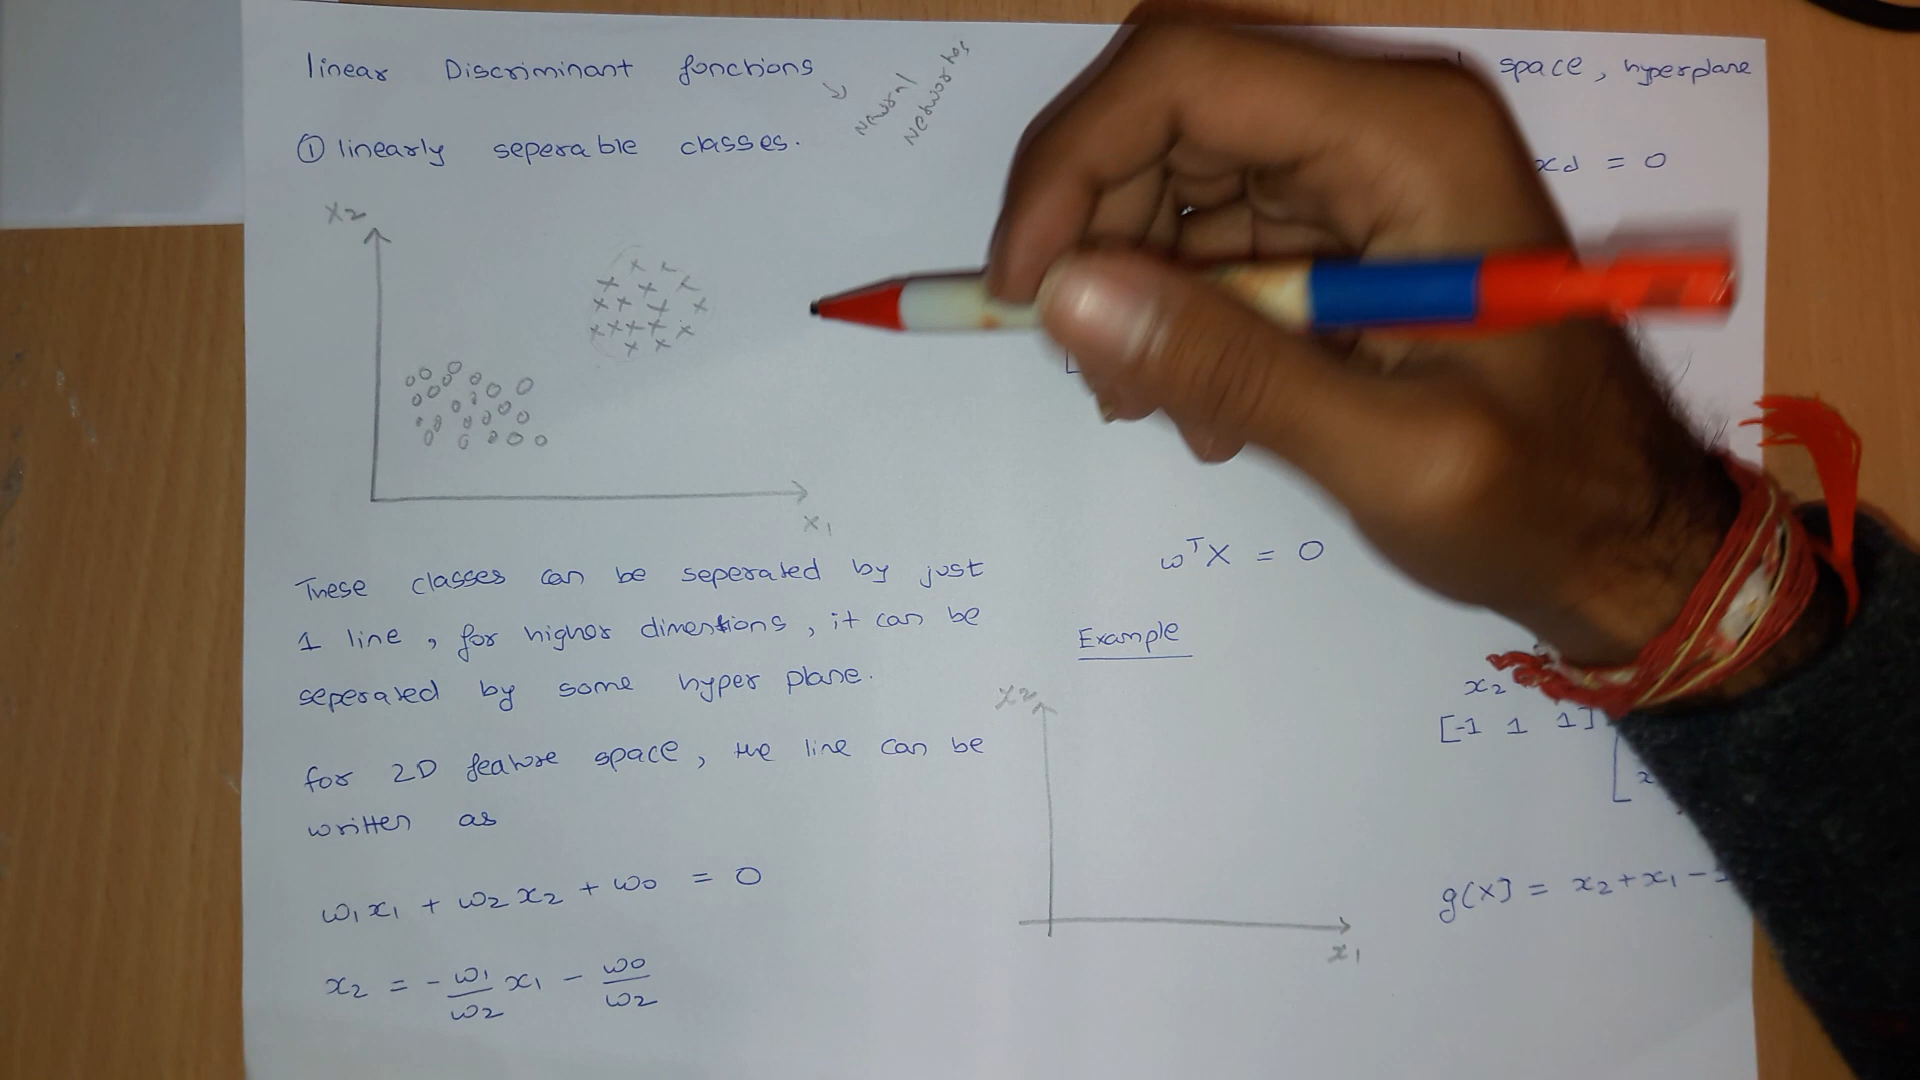 linear Discriminant fonctions
Neural
Networks
① linearly seperable classes.
x2
x1
These classes can be seperated by just
1 line, for higher dimenstions, it can be
seperated by some hyper plane.
for 2D feature space, the line can be
written as
w1x1 + w2x2 + w0 = 0
x2 = - w1/w2 x1 - w0/w2
space, hyperplane
xd = 0
wᵀX = 0
Example
x2
x1
x2
[-1 1 1]
g(x) = x2+x1-